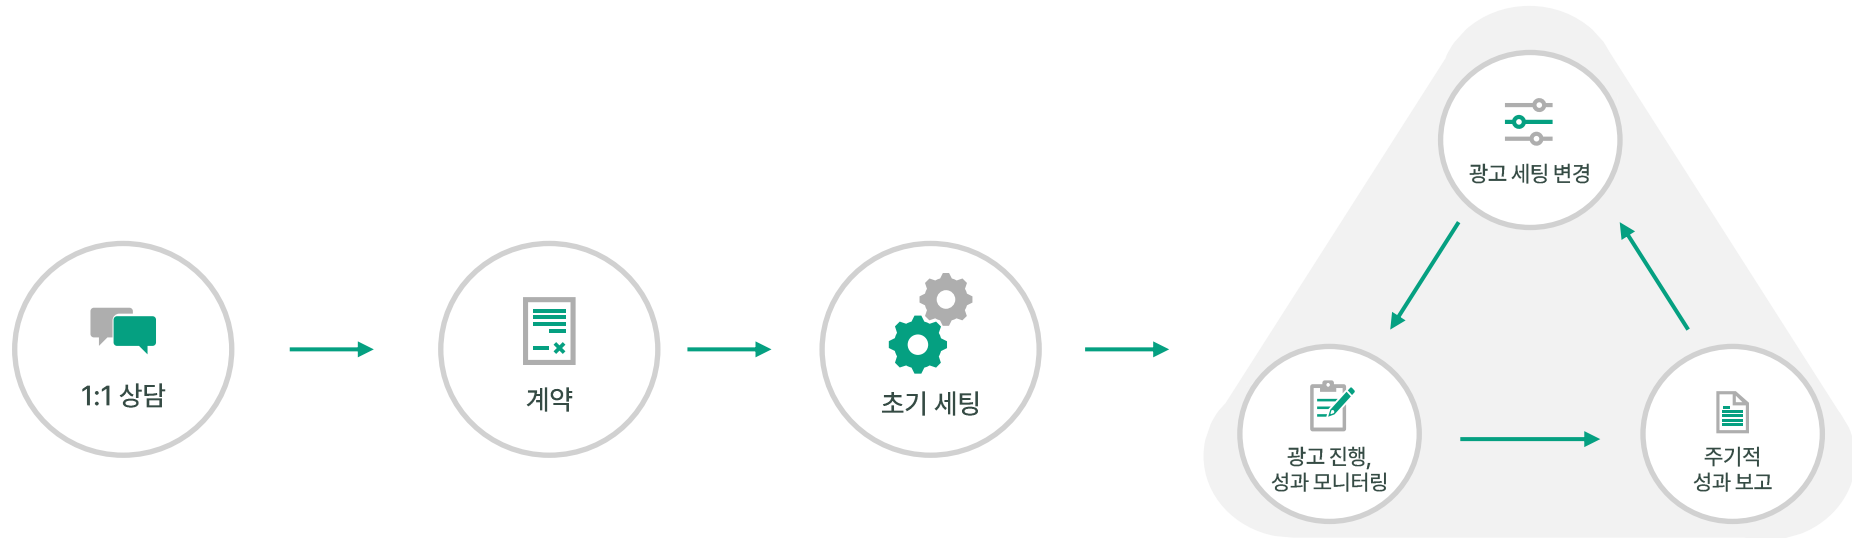 1:1 상담
계약
초기 세팅
광고 세팅 변경
광고 진행,
성과 모니터링
주기적
성과 보고